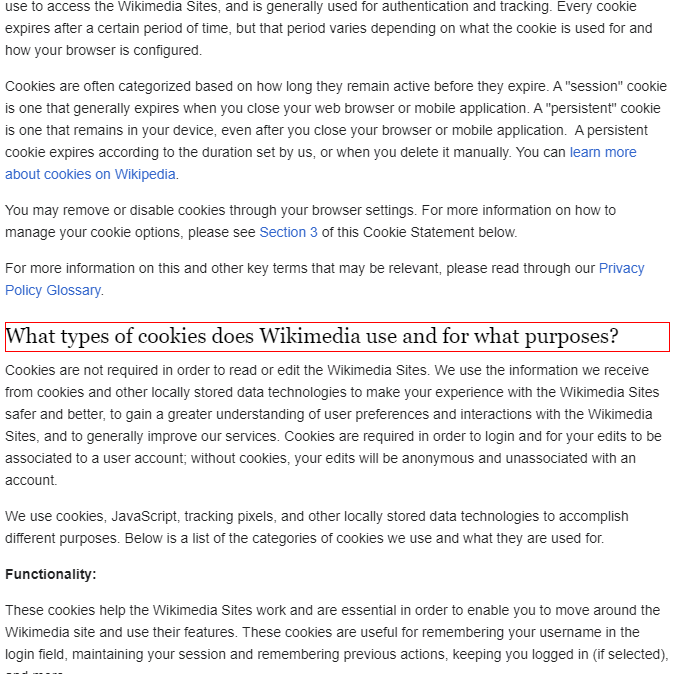 use to access the Wikimedia Sites, and is generally used for authentication and tracking. Every cookie
expires after a certain period of time, but that period varies depending on what the cookie is used for and
how your browser is configured.
Cookies are often categorized based on how long they remain active before they expire. A "session" cookie
is one that generally expires when you close your web browser or mobile application. A "persistent" cookie
is one that remains in your device, even after you close your browser or mobile application.  A persistent
cookie expires according to the duration set by us, or when you delete it manually. You can learn more
about cookies on Wikipedia.
You may remove or disable cookies through your browser settings. For more information on how to
manage your cookie options, please see Section 3 of this Cookie Statement below.
For more information on this and other key terms that may be relevant, please read through our Privacy
Policy Glossary.
What types of cookies does Wikimedia use and for what purposes?
Cookies are not required in order to read or edit the Wikimedia Sites. We use the information we receive
from cookies and other locally stored data technologies to make your experience with the Wikimedia Sites
safer and better, to gain a greater understanding of user preferences and interactions with the Wikimedia
Sites, and to generally improve our services. Cookies are required in order to login and for your edits to be
associated to a user account; without cookies, your edits will be anonymous and unassociated with an
account.
We use cookies, JavaScript, tracking pixels, and other locally stored data technologies to accomplish
different purposes. Below is a list of the categories of cookies we use and what they are used for.
Functionality:
These cookies help the Wikimedia Sites work and are essential in order to enable you to move around the
Wikimedia site and use their features. These cookies are useful for remembering your username in the
login field, maintaining your session and remembering previous actions, keeping you logged in (if selected),